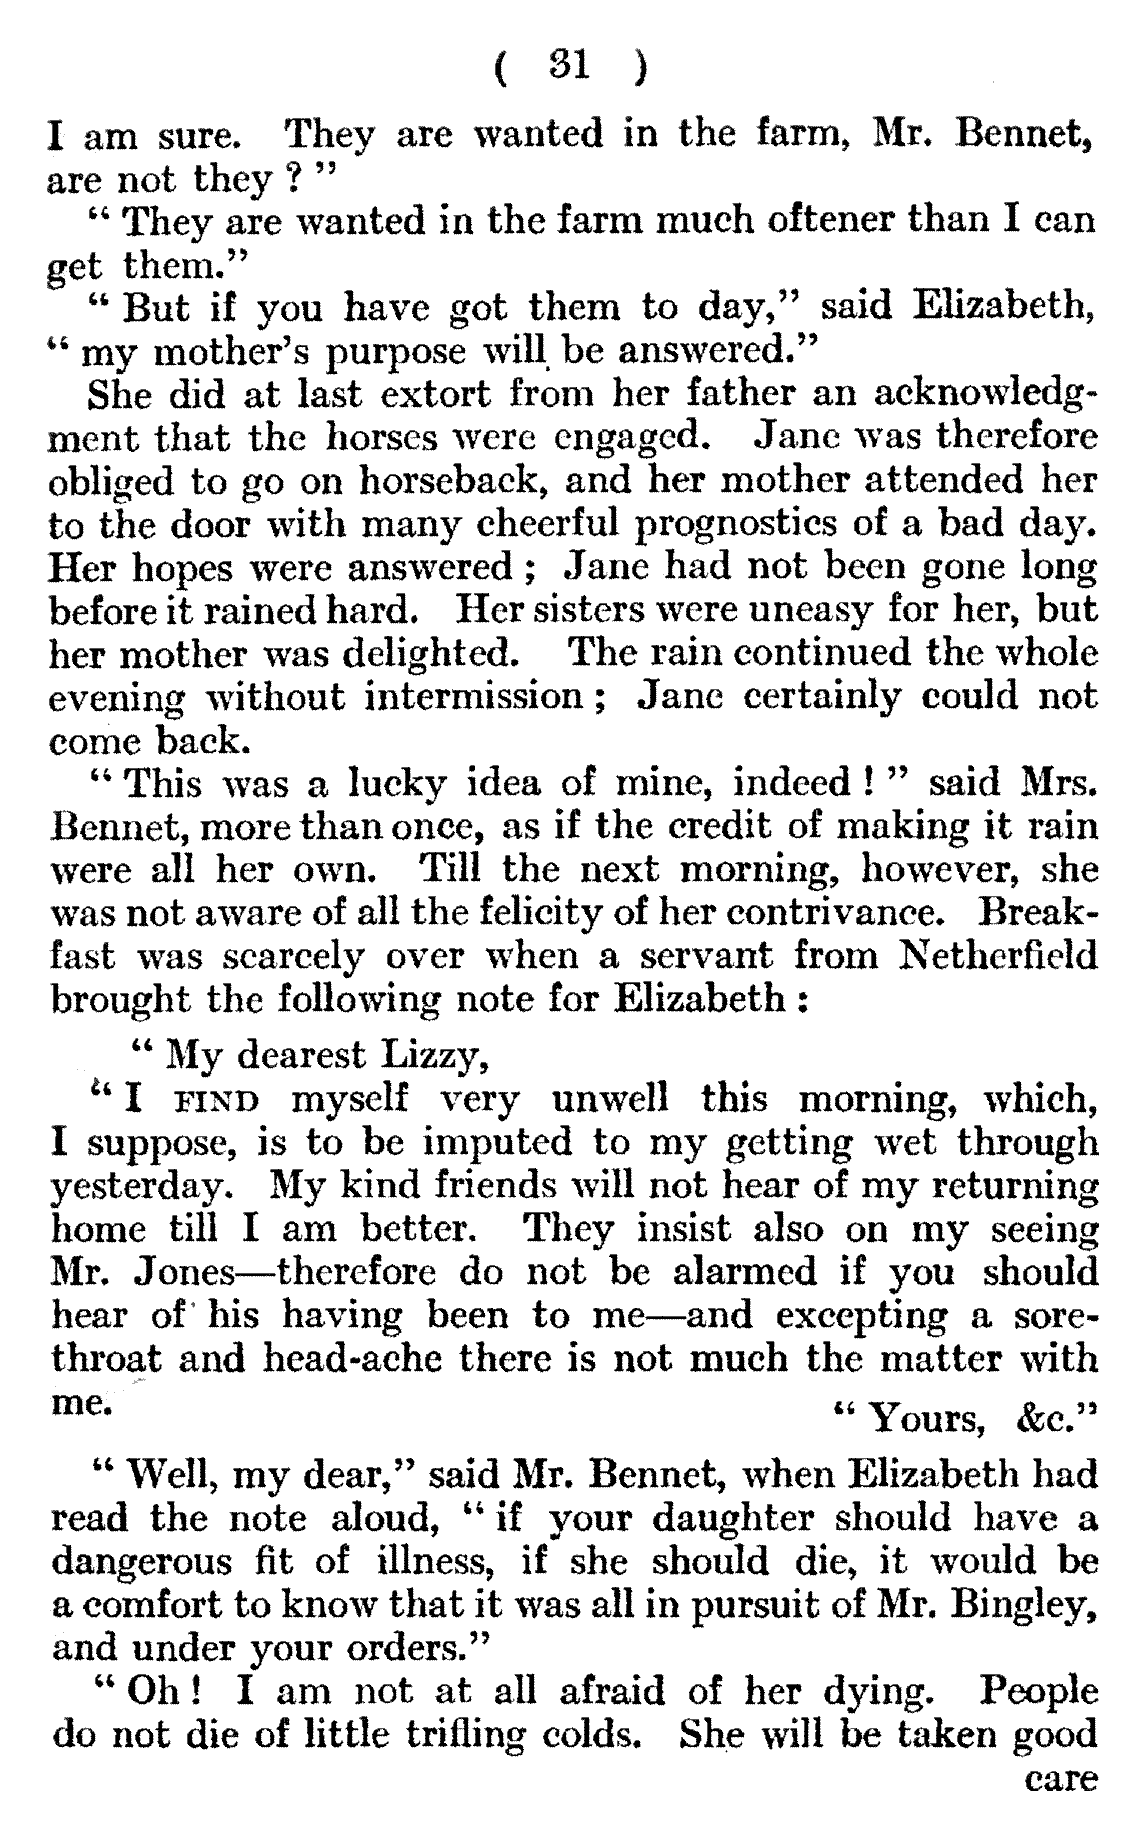 ( 31 )
I am sure. They are wanted in the farm, Mr. Bennet,
are not they ? ”
“ They are wanted in the farm much oftener than I can
get them.”
“ But if you have got them to day,” said Elizabeth,
“ my mother’s purpose will be answered.”
She did at last extort from her father an acknowledg-
ment that the horses were engaged. Jane was therefore
obliged to go on horseback, and her mother attended her
to the door with many cheerful prognostics of a bad day.
Her hopes were answered ; Jane had not been gone long
before it rained hard. Her sisters were uneasy for her, but
her mother was delighted. The rain continued the whole
evening without intermission ; Jane certainly could not
come back.
“ This was a lucky idea of mine, indeed ! ” said Mrs.
Bennet, more than once, as if the credit of making it rain
were all her own. Till the next morning, however, she
was not aware of all the felicity of her contrivance. Break-
fast was scarcely over when a servant from Netherfield
brought the following note for Elizabeth :
“ My dearest Lizzy,
“ I FIND myself very unwell this morning, which,
I suppose, is to be imputed to my getting wet through
yesterday. My kind friends will not hear of my returning
home till I am better. They insist also on my seeing
Mr. Jones—therefore do not be alarmed if you should
hear of his having been to me—and excepting a sore-
throat and head-ache there is not much the matter with
me.
“ Yours, &c.”
“ Well, my dear,” said Mr. Bennet, when Elizabeth had
read the note aloud, “ if your daughter should have a
dangerous fit of illness, if she should die, it would be
a comfort to know that it was all in pursuit of Mr. Bingley,
and under your orders.”
“ Oh ! I am not at all afraid of her dying. People
do not die of little trifling colds. She will be taken good
care